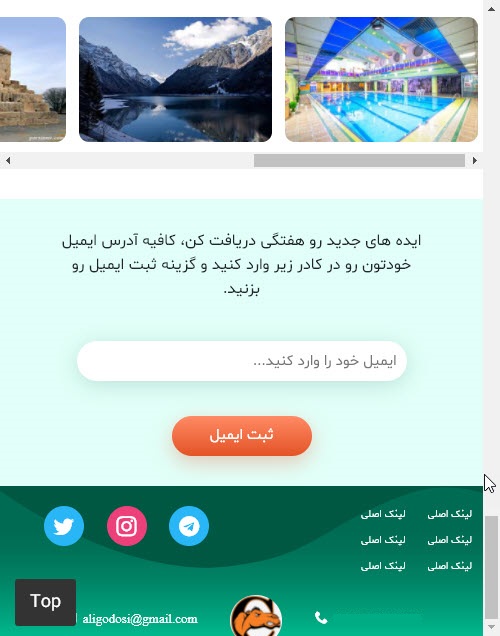 ایده های جدید رو هفتگی دریافت کن، کافیه آدرس ایمیل
خودتون رو در کادر زیر وارد کنید و گزینه ثبت ایمیل رو
بزنید.
ایمیل خود را وارد کنید...
ثبت ایمیل
لینک اصلی لینک اصلی
لینک اصلی لینک اصلی
لینک اصلی لینک اصلی
Top
aligodosi@gmail.com